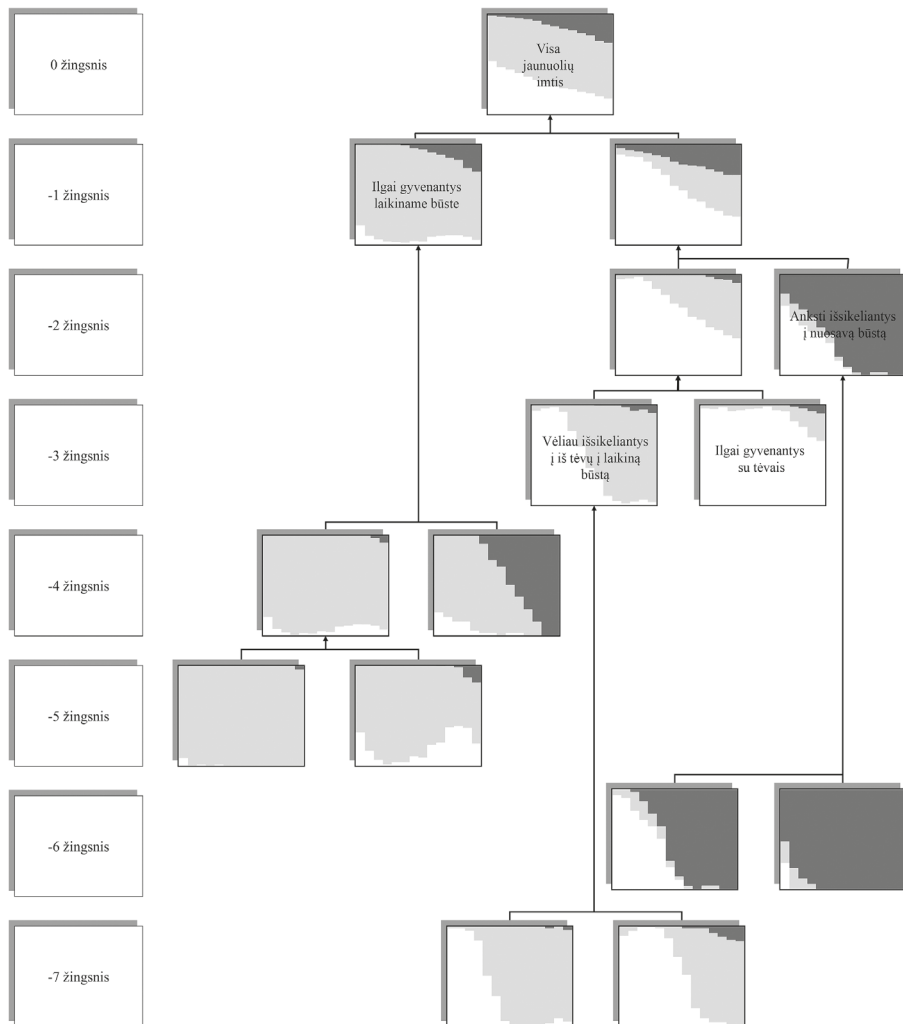 0 žingsnis
Visa
jaunuolių
imtis
-1 žingsnis
Ilgai gyvenantys
laikiname būste
-2 žingsnis
Anksti išsikeliantys
į nuosavą būstą
-3 žingsnis
Vėliau išsikeliantys
į iš tėvų į laikiną
būstą
Ilgai gyvenantys
su tėvais
-4 žingsnis
-5 žingsnis
-6 žingsnis
-7 žingsnis